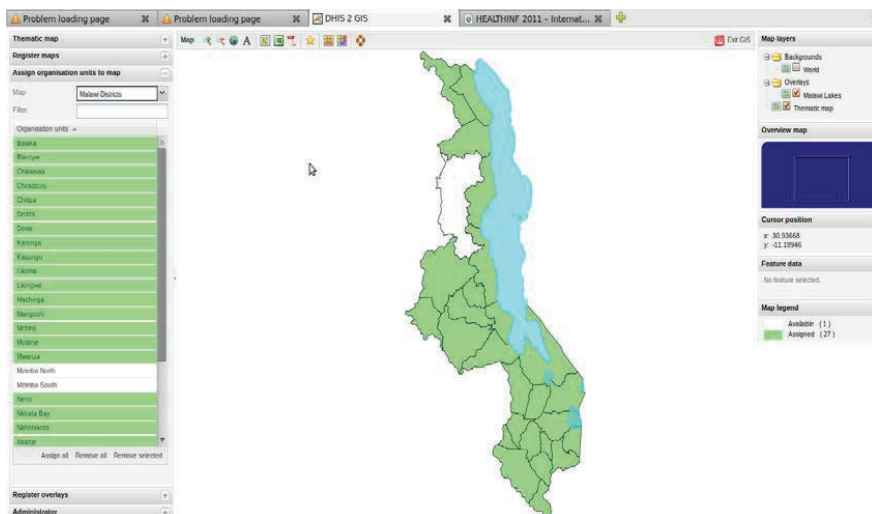 Problem loading page
Problem loading page
DHIS 2 GIS
HEALTHINF 2011 - Internat...
Thematic map
Register maps
Assign organisation units to map
Map
Malawi Districts
Filter
Organisation units
Balaka
Blantyre
Chikwawa
Chiradzulu
Chitipa
Dedza
Dowa
Karonga
Kasungu
Likoma
Lilongwe
Machinga
Mangochi
Mchinji
Mulanje
Mwanza
Mzimba North
Mzimba South
Neno
Nkhata Bay
Nkhotakota
Nsanje
Assign all Remove all Remove selected
Register overlays
Administrator
Map
Exit GIS
Map layers
Backgrounds
World
Overlays
Malawi Lakes
Thematic map
Overview map
Cursor position
x: 30.93668
y: -11.18946
Feature data
No feature selected.
Map legend
Available ( 1 )
Assigned ( 27 )